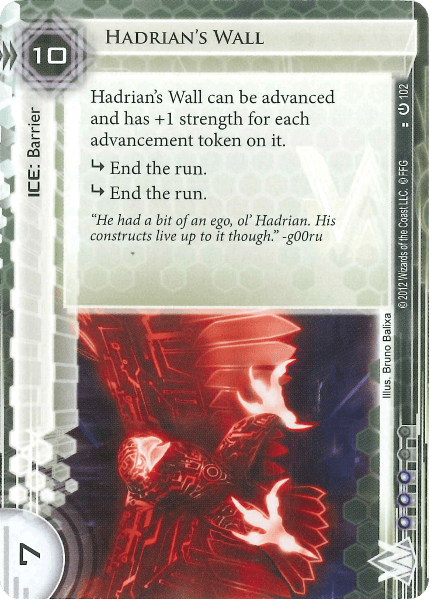 HADRIAN'S WALL
10
ICE: Barrier
Hadrian's Wall can be advanced
and has +1 strength for each
advancement token on it.
↳ End the run.
↳ End the run.
“He had a bit of an ego, ol' Hadrian. His
constructs live up to it though.” -g00ru
Illus. Bruno Balixa
© 2012 Wizards of the Coast LLC. © FFG
102
7